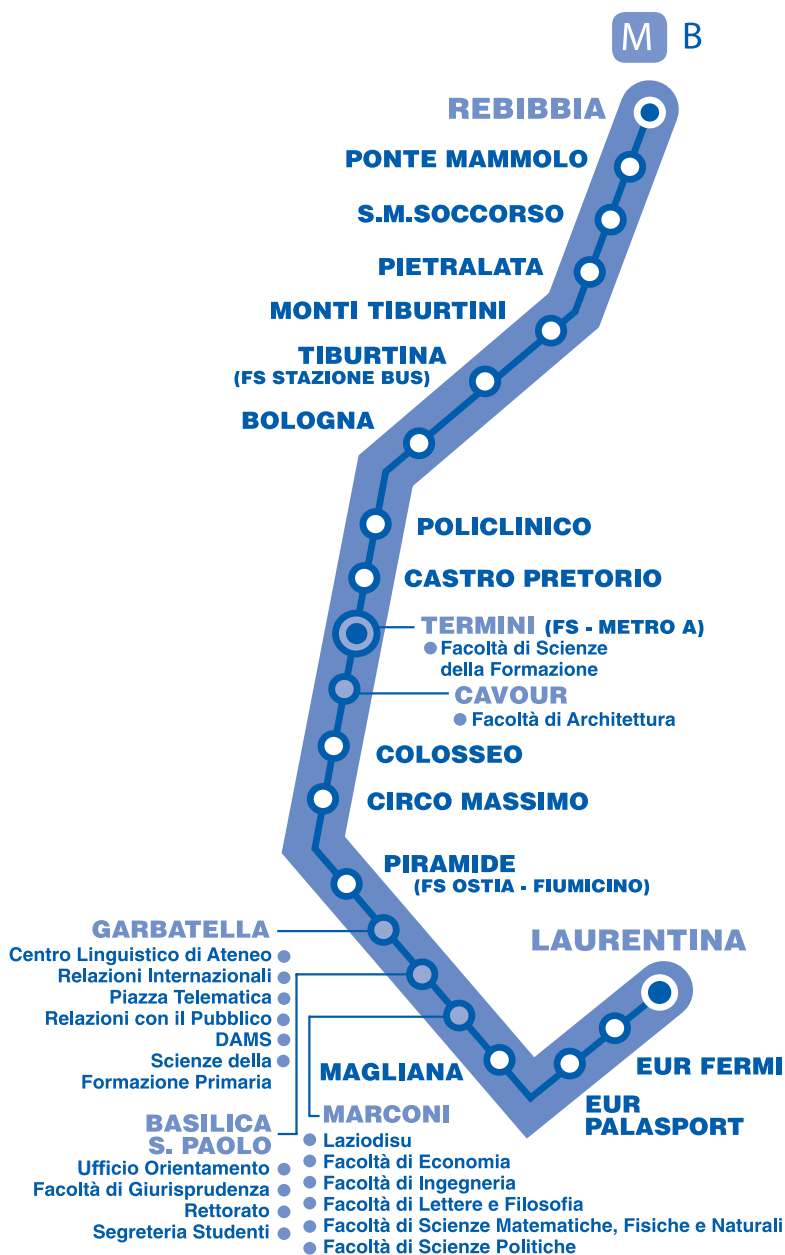 M B
REBIBBIA
PONTE MAMMOLO
S.M.SOCCORSO
PIETRALATA
MONTI TIBURTINI
TIBURTINA
(FS STAZIONE BUS)
BOLOGNA
POLICLINICO
CASTRO PRETORIO
TERMINI (FS - METRO A)
Facoltà di Scienze
della Formazione
CAVOUR
Facoltà di Architettura
COLOSSEO
CIRCO MASSIMO
PIRAMIDE
(FS OSTIA - FIUMICINO)
GARBATELLA
Centro Linguistico di Ateneo
Relazioni Internazionali
Piazza Telematica
Relazioni con il Pubblico
DAMS
Scienze della
Formazione Primaria
BASILICA
S. PAOLO
Ufficio Orientamento
Facoltà di Giurisprudenza
Rettorato
Segreteria Studenti
MARCONI
Laziodisu
Facoltà di Economia
Facoltà di Ingegneria
Facoltà di Lettere e Filosofia
Facoltà di Scienze Matematiche, Fisiche e Naturali
Facoltà di Scienze Politiche
MAGLIANA
EUR
PALASPORT
EUR FERMI
LAURENTINA